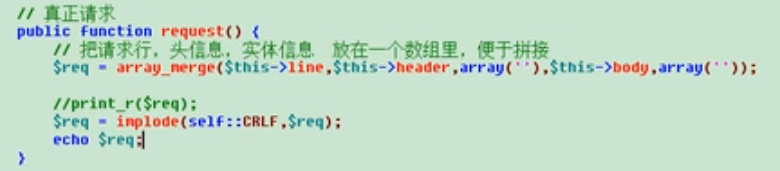 // 真正请求
public function request() {
// 把请求行，头信息，实体信息 放在一个数组里，便于拼接
$req = array_merge($this->line,$this->header,array(''),$this->body,array(''));
//print_r($req);
$req = implode(self::CRLF,$req);
echo $req;
}